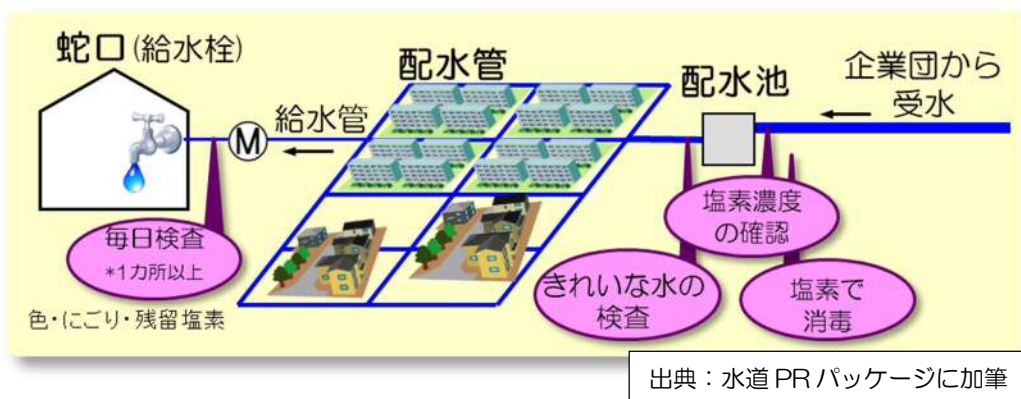 蛇口(給水栓)
配水管
配水池
企業団から
受水
給水管
M
毎日検査
*1カ所以上
色・にごり・残留塩素
塩素濃度
の確認
きれいな水の
検査
塩素で
消毒
出典：水道PRパッケージに加筆